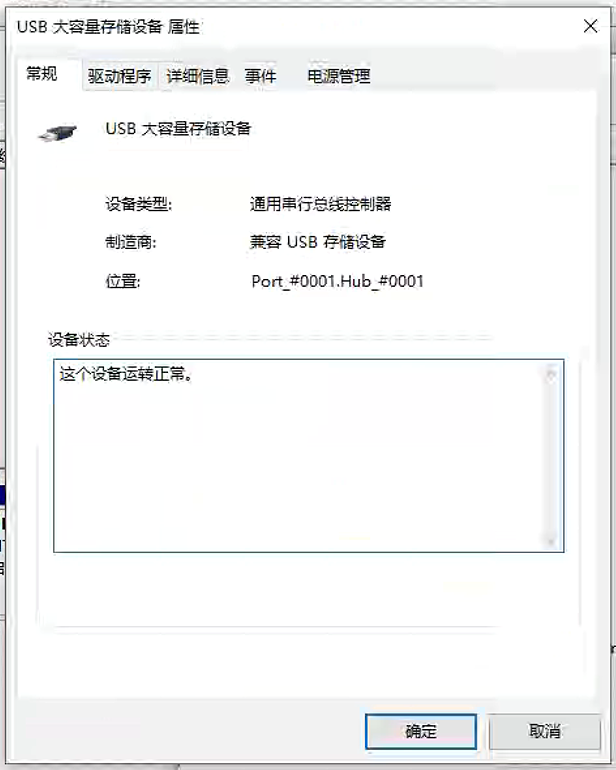 USB 大容量存储设备 属性
常规 驱动程序 详细信息 事件 电源管理
USB 大容量存储设备
设备类型: 通用串行总线控制器
制造商: 兼容 USB 存储设备
位置: Port_#0001.Hub_#0001
设备状态
这个设备运转正常。
确定 取消